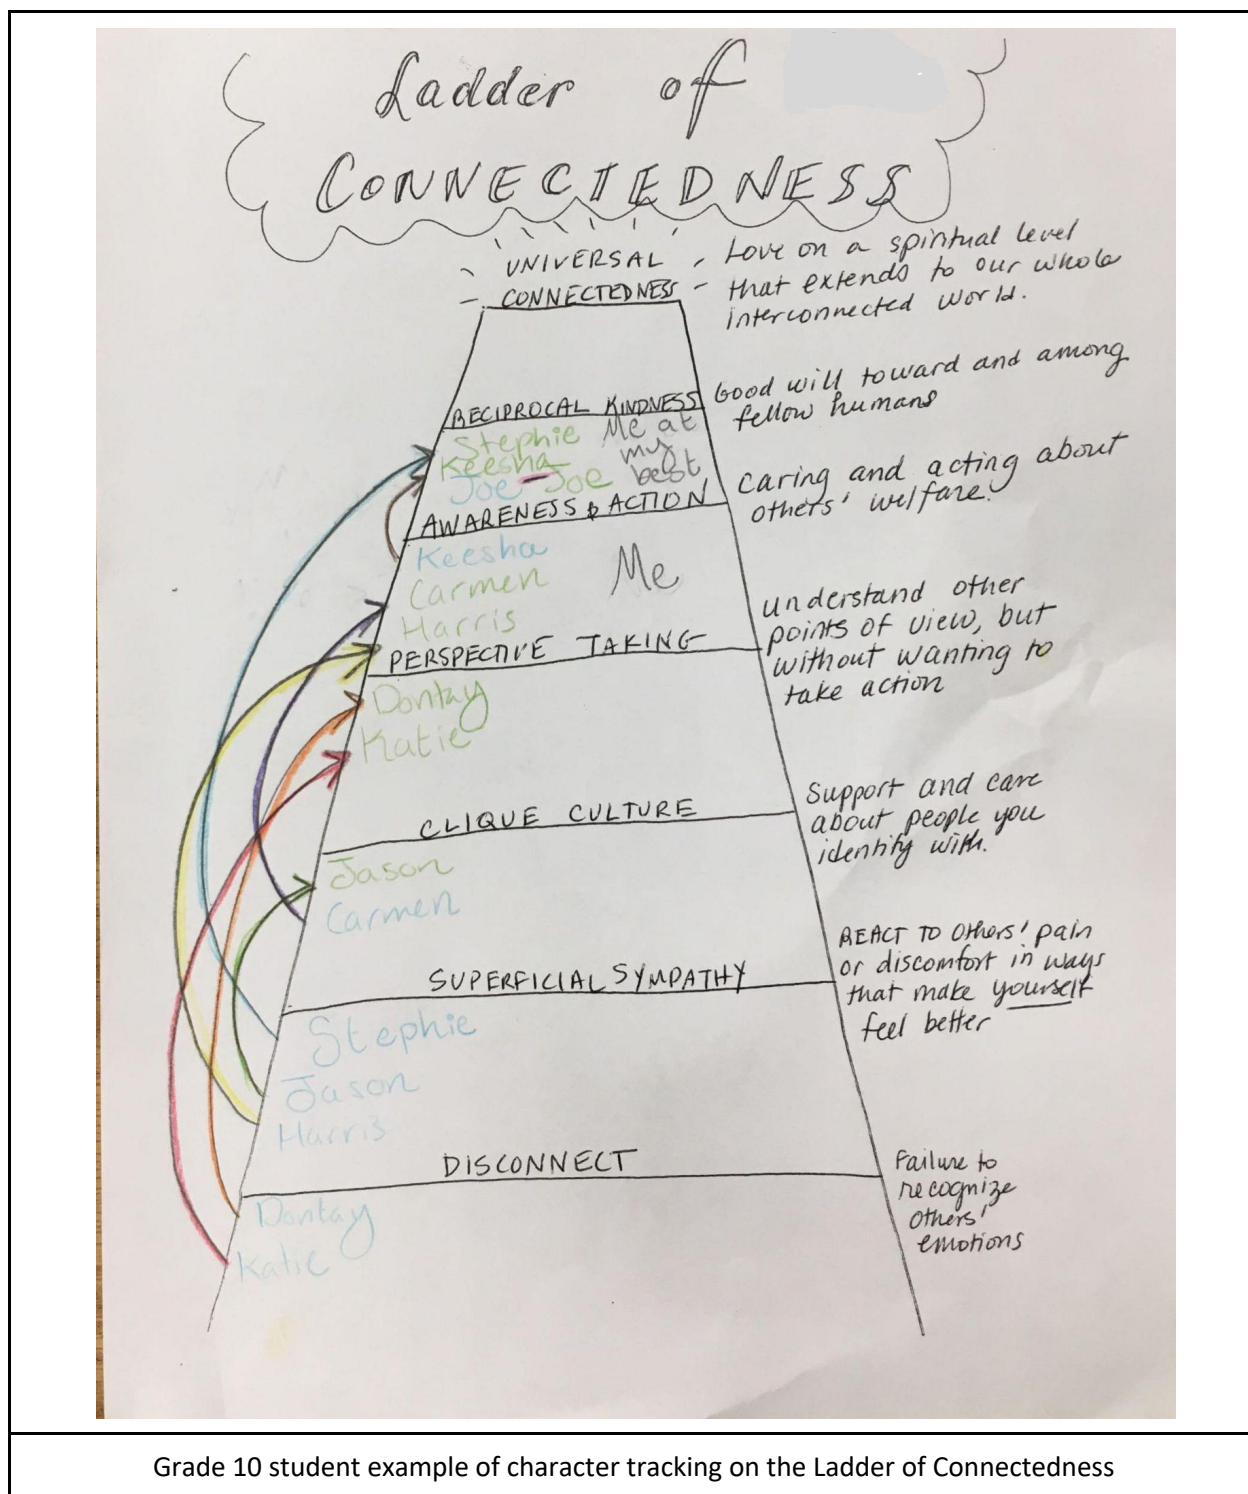 Ladder of
CONNECTEDNESS
UNIVERSAL
CONNECTEDNESS
Love on a spiritual level
that extends to our whole
interconnected world.
RECIPROCAL KINDNESS
Good will toward and among
fellow humans
Stephie Me at
Keesha my
Joe - Joe best
AWARENESS & ACTION
Caring and acting about
others' welfare.
Keesha
Carmen Me
Harris
PERSPECTIVE TAKING
understand other
points of view, but
without wanting to
take action
Dontay
Katie
CLIQUE CULTURE
Support and care
about people you
identify with.
Jason
Carmen
SUPERFICIAL SYMPATHY
REACT TO Others' pain
or discomfort in ways
that make yourself
feel better
Stephie
Jason
Harris
DISCONNECT
Failure to
recognize
others'
emotions
Dontay
Katie
Grade 10 student example of character tracking on the Ladder of Connectedness